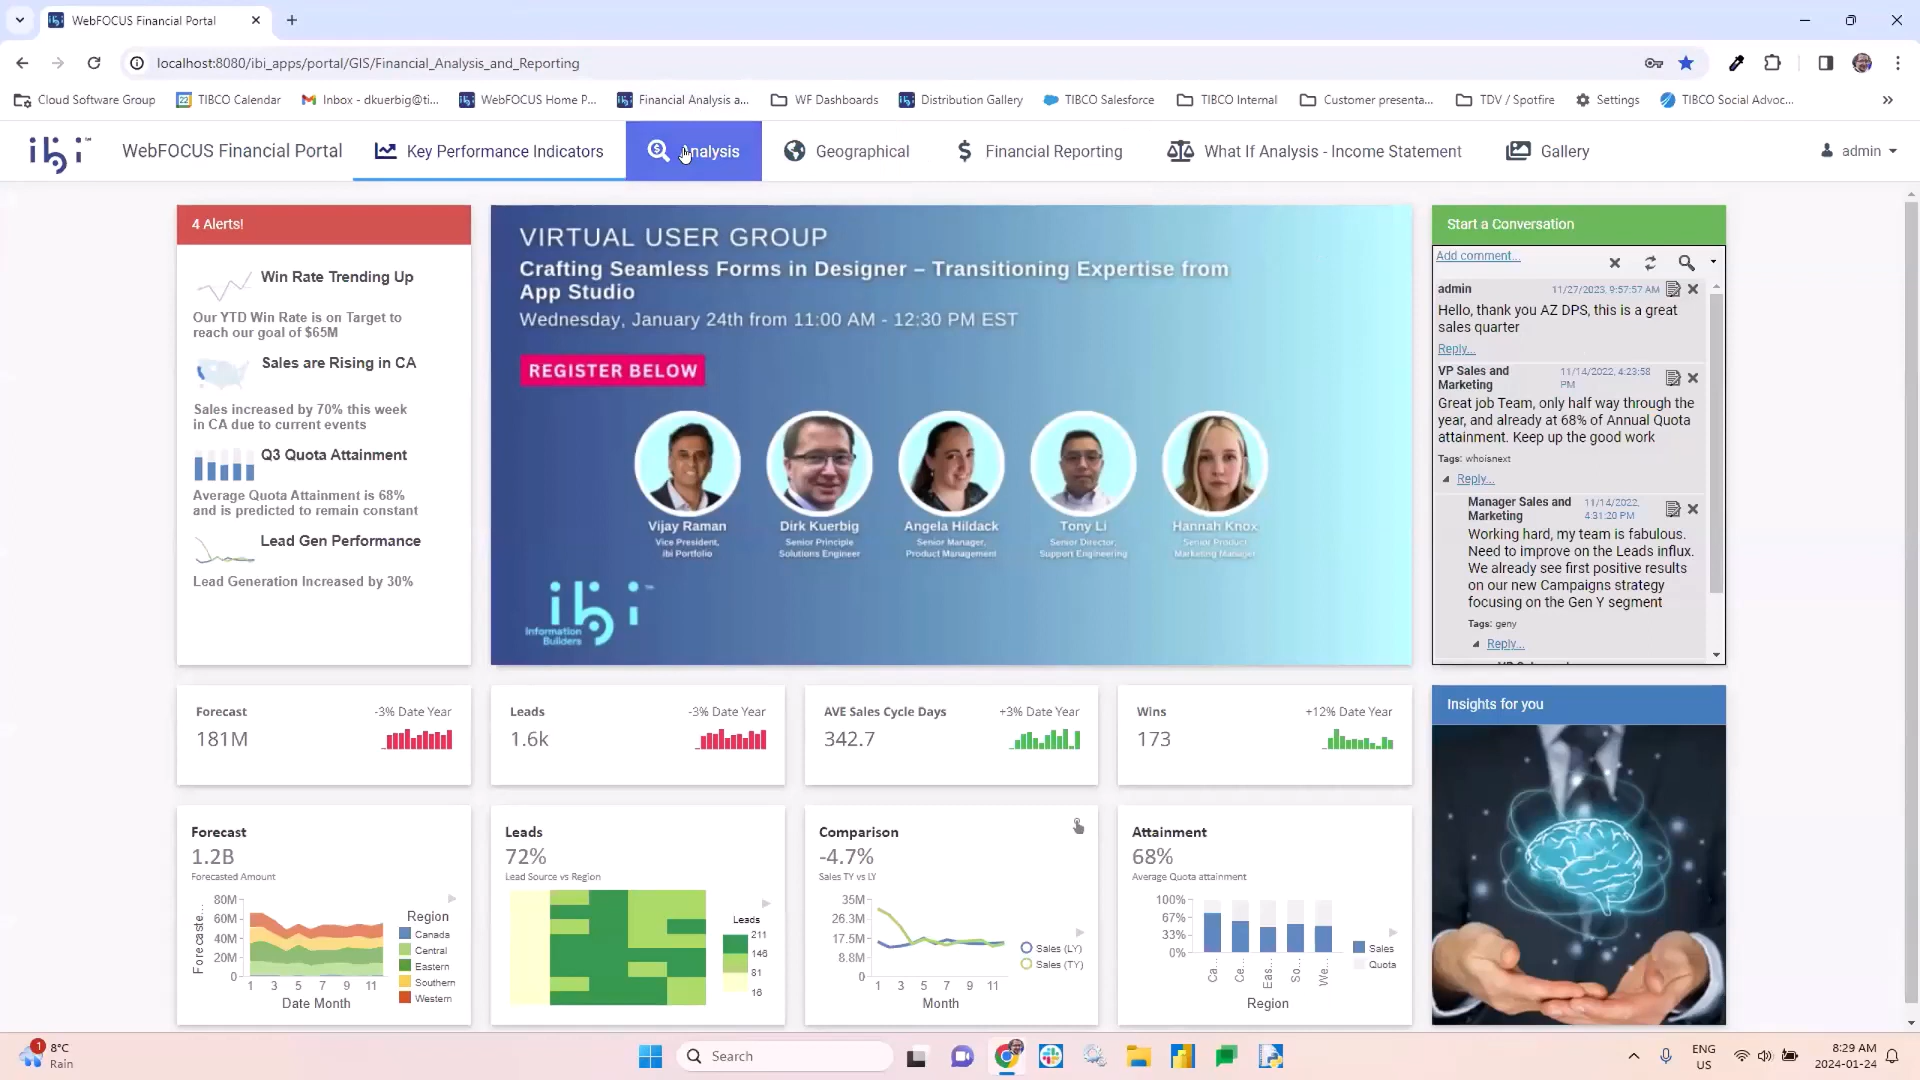 WebFOCUS Financial Portal
localhost:8080/ibi_apps/portal/GIS/Financial_Analysis_and_Reporting
Cloud Software Group
22
TIBCO Calendar
Inbox - dkuerbig@ti...
WebFOCUS Home P...
Financial Analysis a...
WF Dashboards
Distribution Gallery
TIBCO Salesforce
TIBCO Internal
Customer presenta...
TDV / Spotfire
Settings
TIBCO Social Advoc...
ibi™
WebFOCUS Financial Portal
Key Performance Indicators
Analysis
Geographical
Financial Reporting
What If Analysis - Income Statement
Gallery
admin
4 Alerts!
Win Rate Trending Up
Our YTD Win Rate is on Target to
reach our goal of $65M
Sales are Rising in CA
Sales increased by 70% this week
in CA due to current events
Q3 Quota Attainment
Average Quota Attainment is 68%
and is predicted to remain constant
Lead Gen Performance
Lead Generation Increased by 30%
VIRTUAL USER GROUP
Crafting Seamless Forms in Designer – Transitioning Expertise from
App Studio
Wednesday, January 24th from 11:00 AM - 12:30 PM EST
REGISTER BELOW
Vijay Raman
Vice President,
ibi Portfolio
Dirk Kuerbig
Senior Principle
Solutions Engineer
Angela Hildack
Senior Manager,
Product Management
Tony Li
Senior Director,
Support Engineering
Hannah Knox
Senior Product
Marketing Manager
ibi™
Information
Builders
Start a Conversation
Add comment...
admin
11/27/2023, 9:57:57 AM
Hello, thank you AZ DPS, this is a great
sales quarter
Reply...
VP Sales and
Marketing
11/14/2022, 4:23:58
PM
Great job Team, only half way through the
year, and already at 68% of Annual Quota
attainment. Keep up the good work
Tags: whoisnext
Reply...
Manager Sales and
Marketing
11/14/2022,
4:31:20 PM
Working hard, my team is fabulous.
Need to improve on the Leads influx.
We already see first positive results
on our new Campaigns strategy
focusing on the Gen Y segment
Tags: geny
Reply...
Forecast
-3% Date Year
181M
Leads
-3% Date Year
1.6k
AVE Sales Cycle Days
+3% Date Year
342.7
Wins
+12% Date Year
173
Insights for you
Forecast
1.2B
Forecasted Amount
Forecaste...
80M
60M
40M
20M
0
1 3 5 7 9 11
Date Month
Region
Canada
Central
Eastern
Southern
Western
Leads
72%
Lead Source vs Region
Leads
211
146
81
16
Comparison
-4.7%
Sales TY vs LY
35M
26.3M
17.5M
8.8M
0
1 3 5 7 9 11
Month
Sales (LY)
Sales (TY)
Attainment
68%
Average Quota attainment
100%
67%
33%
0%
Ca...
Ce...
Eas...
So...
We...
Region
Sales
Quota
1
8°C
Rain
Search
ENG
US
8:29 AM
2024-01-24